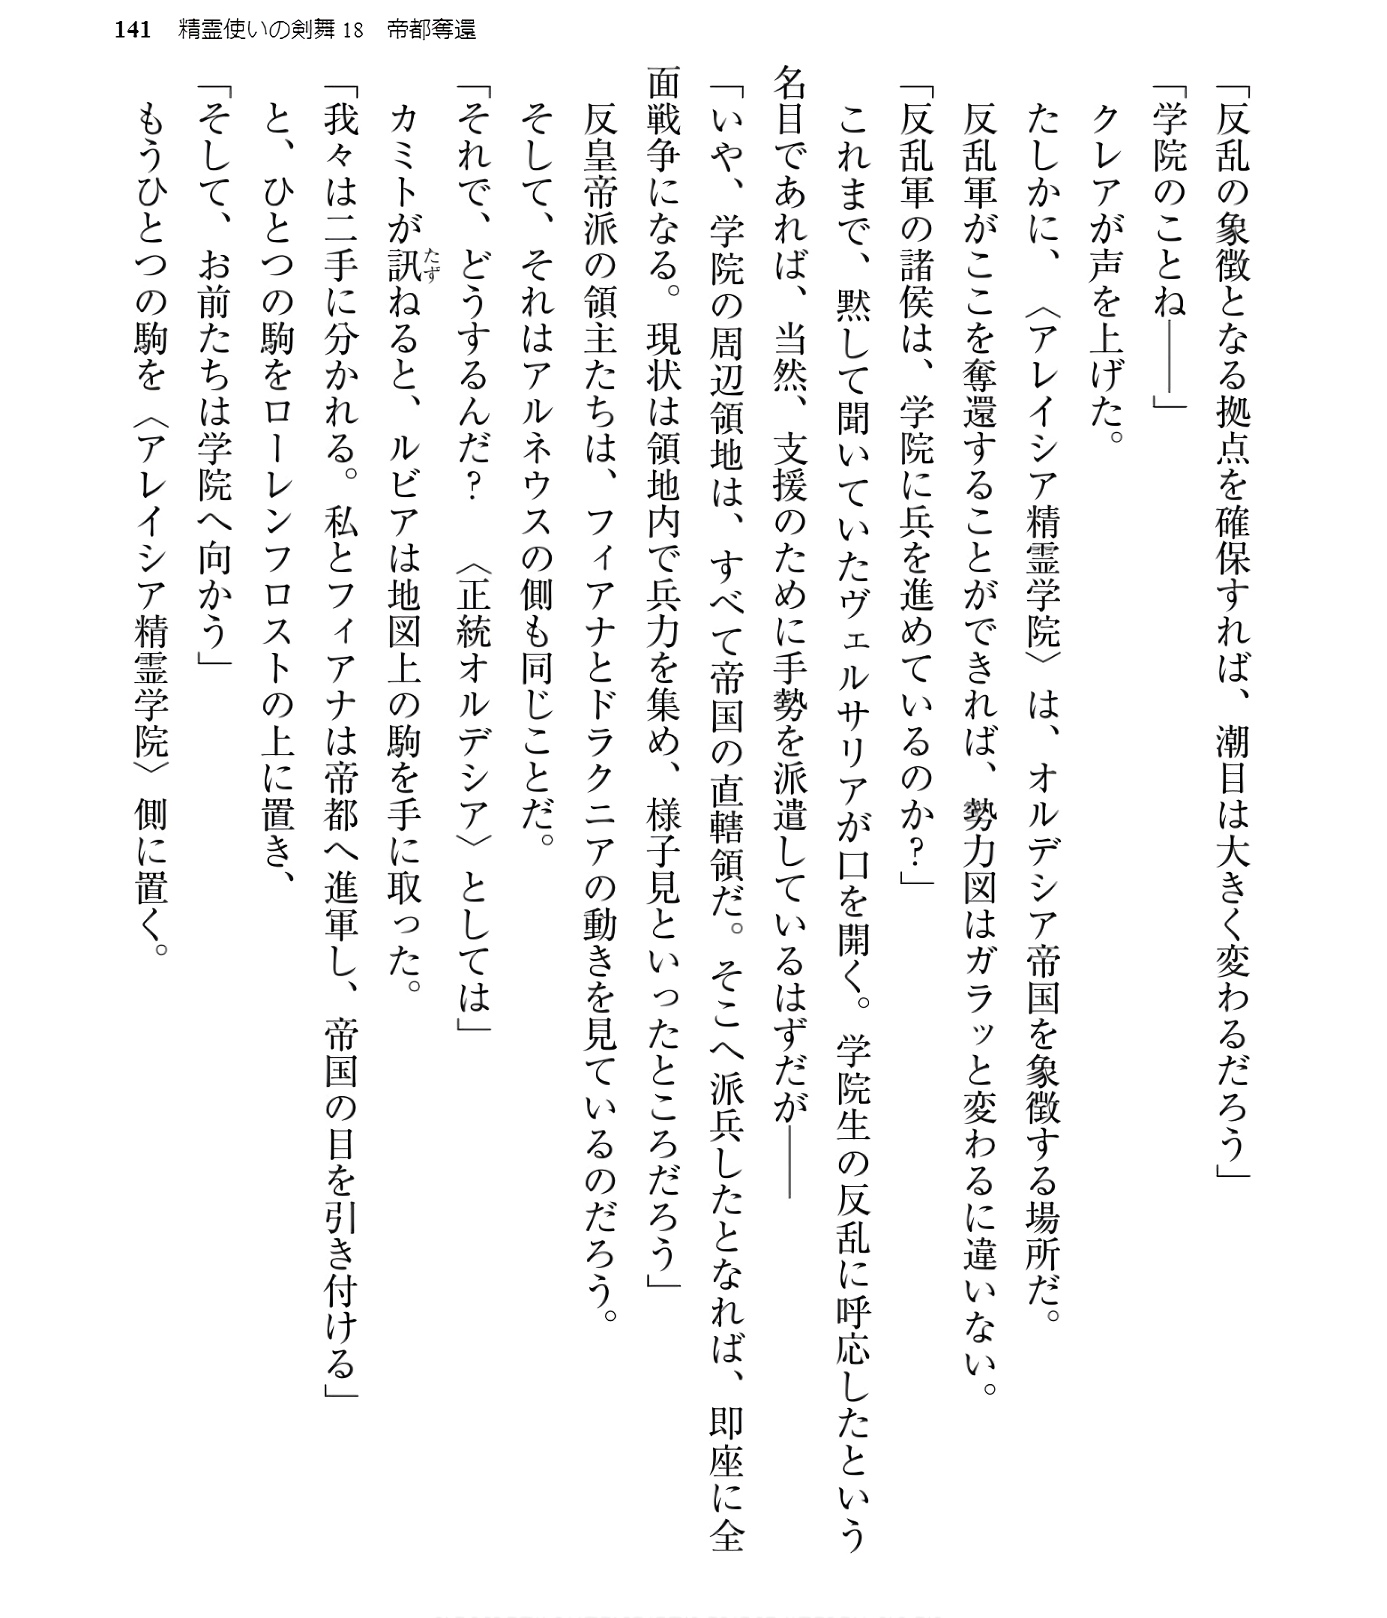 141 精霊使いの剣舞18 帝都奪還
「反乱の象徴となる拠点を確保すれば、潮目は大きく変わるだろう」
「学院のことね――」
クレアが声を上げた。
たしかに、〈アレイシア精霊学院〉は、オルデシア帝国を象徴する場所だ。
反乱軍がここを奪還することができれば、勢力図はガラッと変わるに違いない。
「反乱軍の諸侯は、学院に兵を進めているのか?」
これまで、黙して聞いていたヴェルサリアが口を開く。学院生の反乱に呼応したという
名目であれば、当然、支援のために手勢を派遣しているはずだが――
「いや、学院の周辺領地は、すべて帝国の直轄領だ。そこへ派兵したとなれば、即座に全
面戦争になる。現状は領地内で兵力を集め、様子見といったところだろう」
反皇帝派の領主たちは、フィアナとドラクニアの動きを見ているのだろう。
そして、それはアルネウスの側も同じことだ。
「それで、どうするんだ? 〈正統オルデシア〉としては」
カミトが訊たずねると、ルビアは地図上の駒を手に取った。
「我々は二手に分かれる。私とフィアナは帝都へ進軍し、帝国の目を引き付ける」
と、ひとつの駒をローレンフロストの上に置き、
「そして、お前たちは学院へ向かう」
もうひとつの駒を〈アレイシア精霊学院〉側に置く。